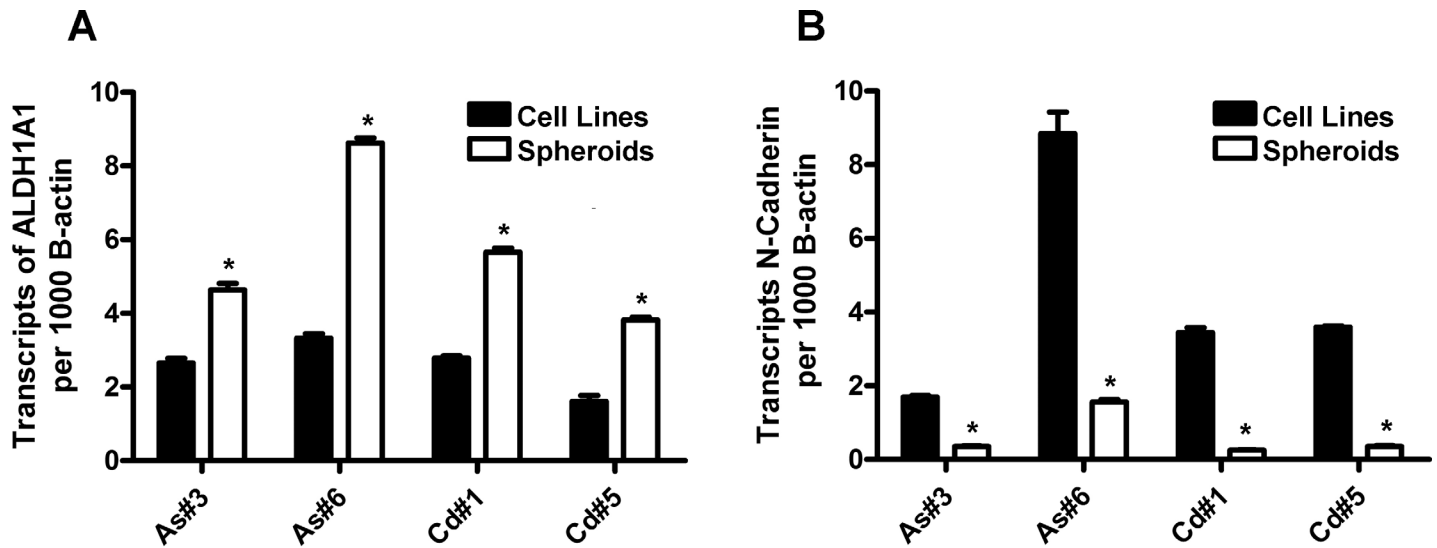 A
Transcripts of ALDH1A1
per 1000 B-actin
10
8
6
4
2
0
Cell Lines
Spheroids
*
*
*
*
As#3
As#6
Cd#1
Cd#5
B
Transcripts N-Cadherin
per 1000 B-actin
10
8
6
4
2
0
Cell Lines
Spheroids
*
*
*
*
As#3
As#6
Cd#1
Cd#5